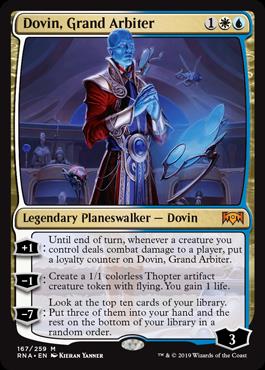 Dovin, Grand Arbiter 1
Legendary Planeswalker — Dovin
+1 Until end of turn, whenever a creature you
control deals combat damage to a player, put
a loyalty counter on Dovin, Grand Arbiter.
-1 Create a 1/1 colorless Thopter artifact
creature token with flying. You gain 1 life.
Look at the top ten cards of your library.
-7 Put three of them into your hand and the
rest on the bottom of your library in a
random order.
3
167/259 M
RNA • EN KIERAN YANNER ™ & © 2019 Wizards of the Coast